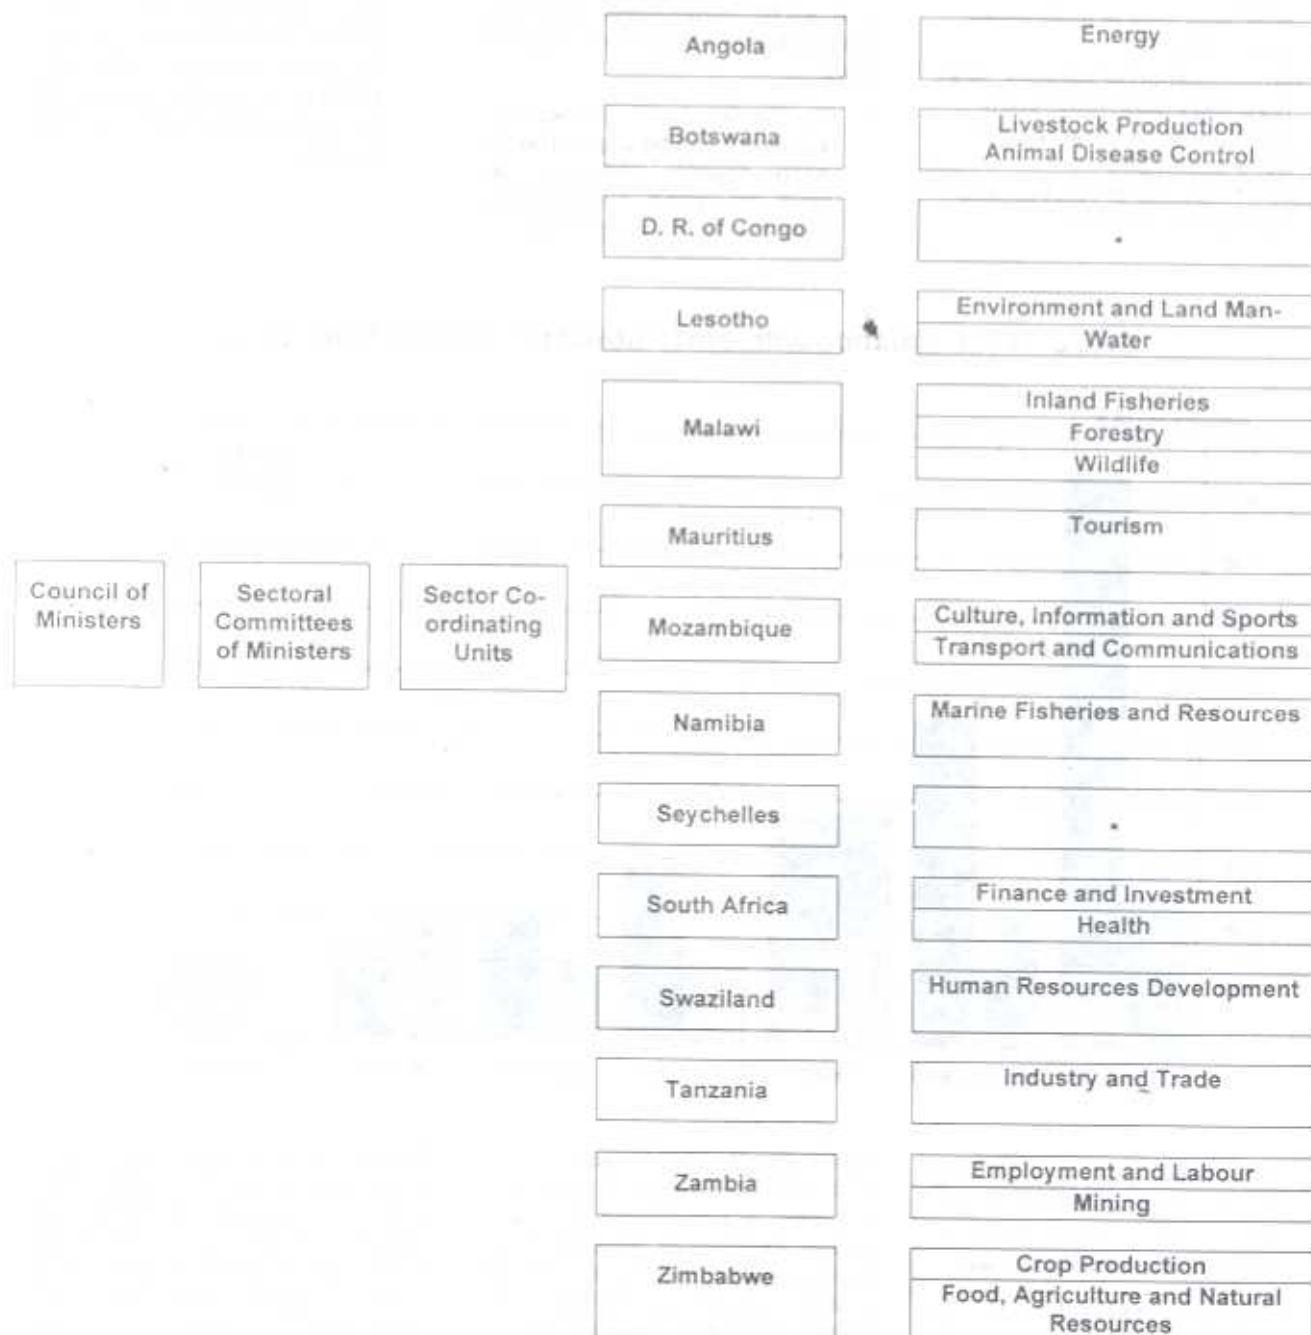 Council of
Ministers
Sectoral
Committees
of Ministers
Sector Co-
ordinating
Units
Angola
Energy
Botswana
Livestock Production
Animal Disease Control
D. R. of Congo
Lesotho
Environment and Land Man-
Water
Malawi
Inland Fisheries
Forestry
Wildlife
Mauritius
Tourism
Mozambique
Culture, Information and Sports
Transport and Communications
Namibia
Marine Fisheries and Resources
Seychelles
South Africa
Finance and Investment
Health
Swaziland
Human Resources Development
Tanzania
Industry and Trade
Zambia
Employment and Labour
Mining
Zimbabwe
Crop Production
Food, Agriculture and Natural
Resources